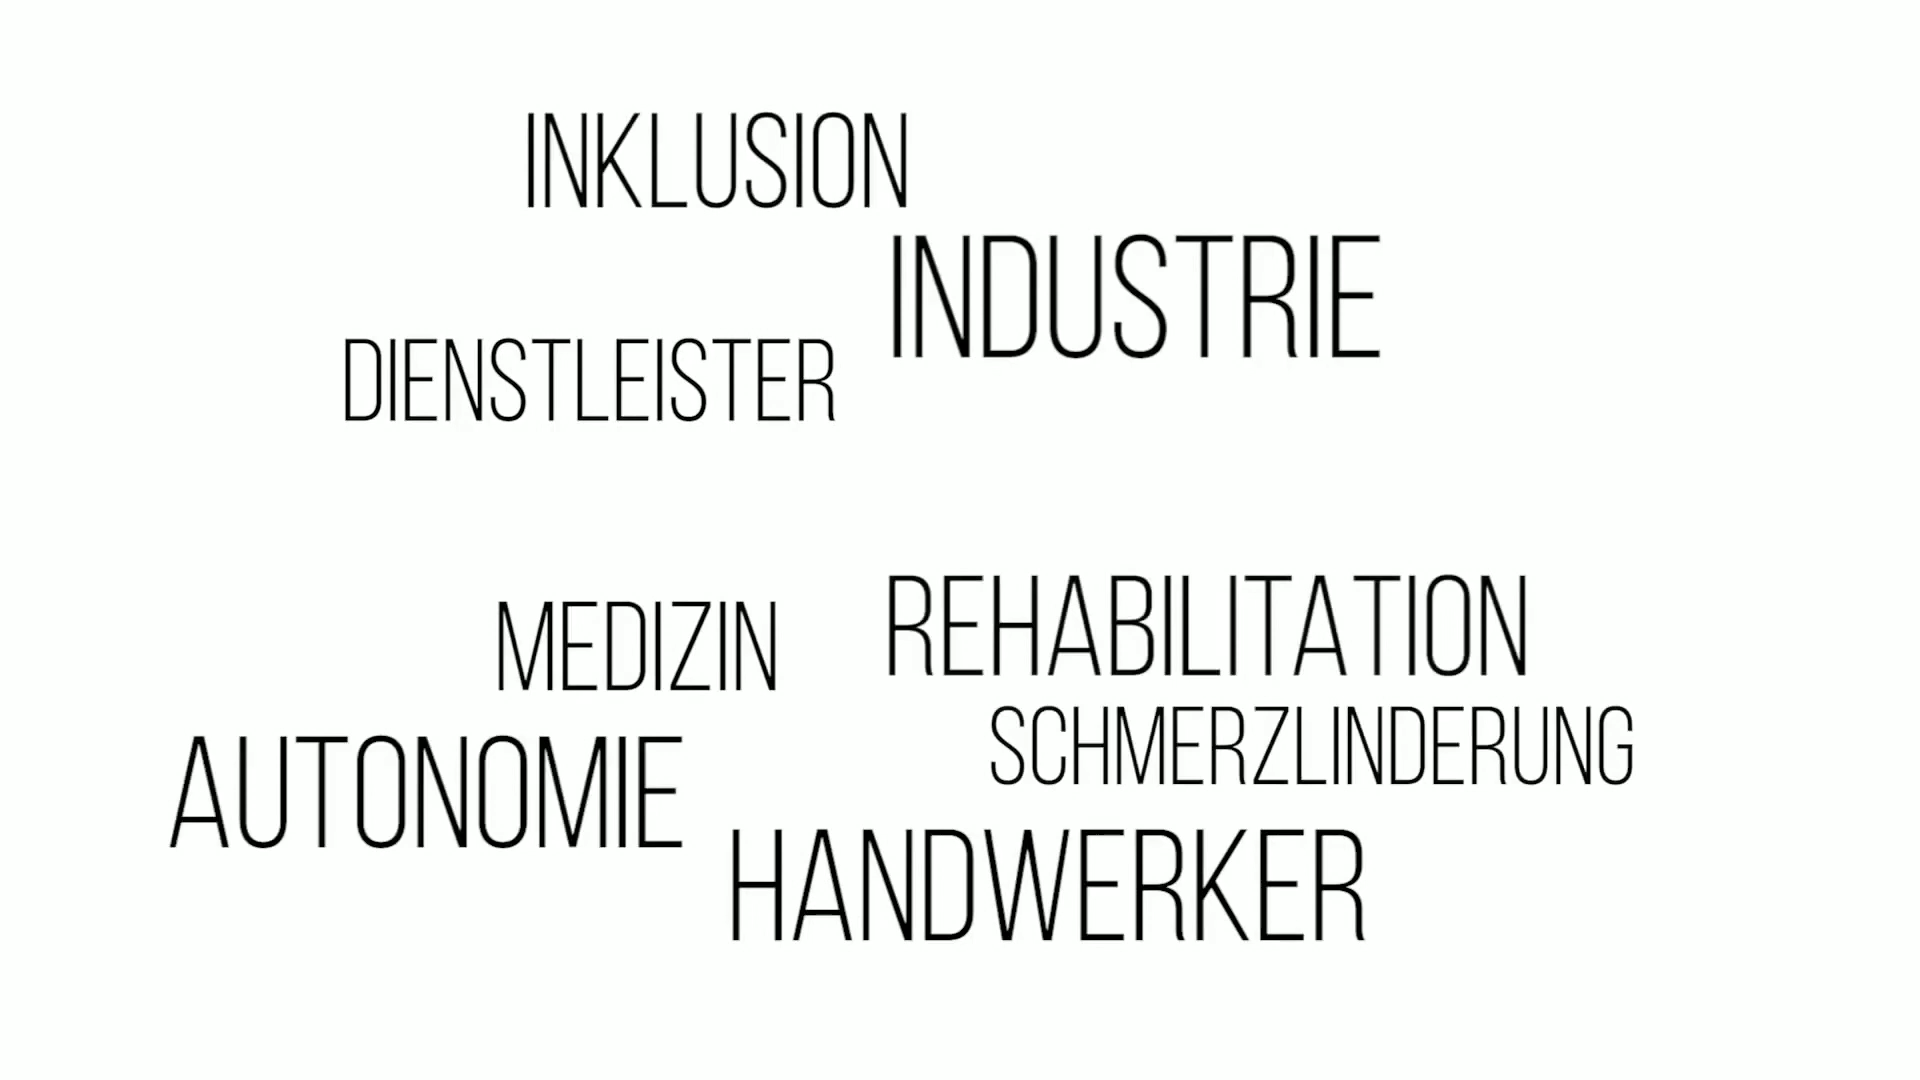 INKLUSION
INDUSTRIE
DIENSTLEISTER
MEDIZIN
REHABILITATION
SCHMERZLINDERUNG
AUTONOMIE
HANDWERKER